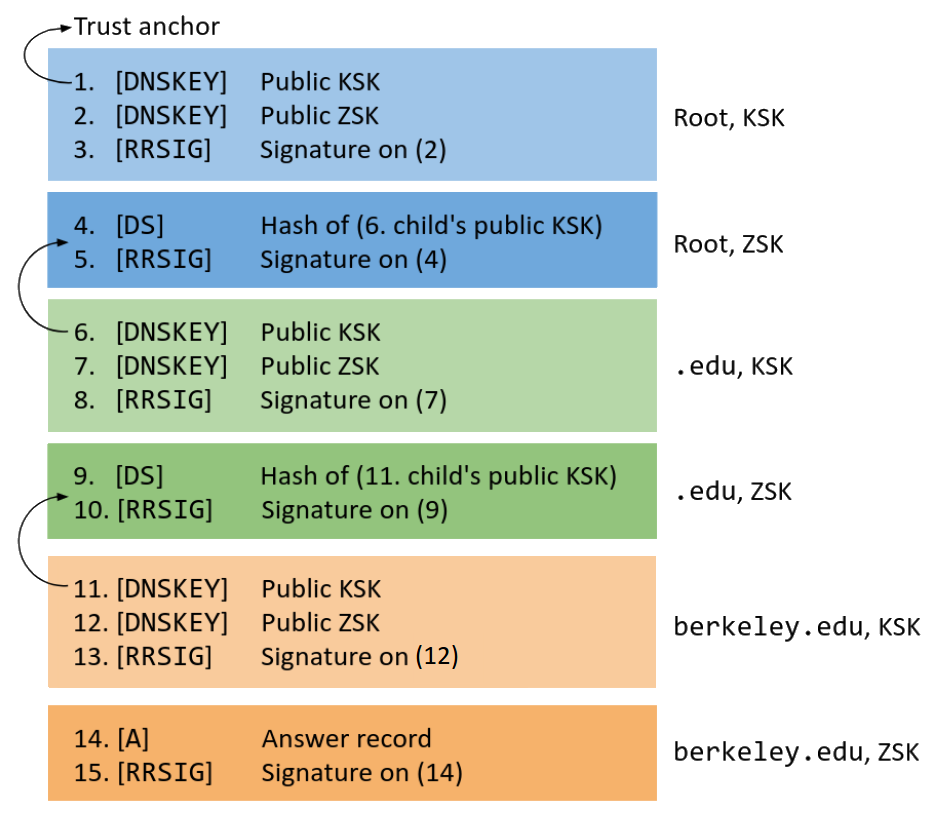 Trust anchor
1. [DNSKEY] Public KSK
2. [DNSKEY] Public ZSK
3. [RRSIG] Signature on (2)
Root, KSK
4. [DS] Hash of (6. child's public KSK)
5. [RRSIG] Signature on (4)
Root, ZSK
6. [DNSKEY] Public KSK
7. [DNSKEY] Public ZSK
8. [RRSIG] Signature on (7)
.edu, KSK
9. [DS] Hash of (11. child's public KSK)
10. [RRSIG] Signature on (9)
.edu, ZSK
11. [DNSKEY] Public KSK
12. [DNSKEY] Public ZSK
13. [RRSIG] Signature on (12)
berkeley.edu, KSK
14. [A] Answer record
15. [RRSIG] Signature on (14)
berkeley.edu, ZSK